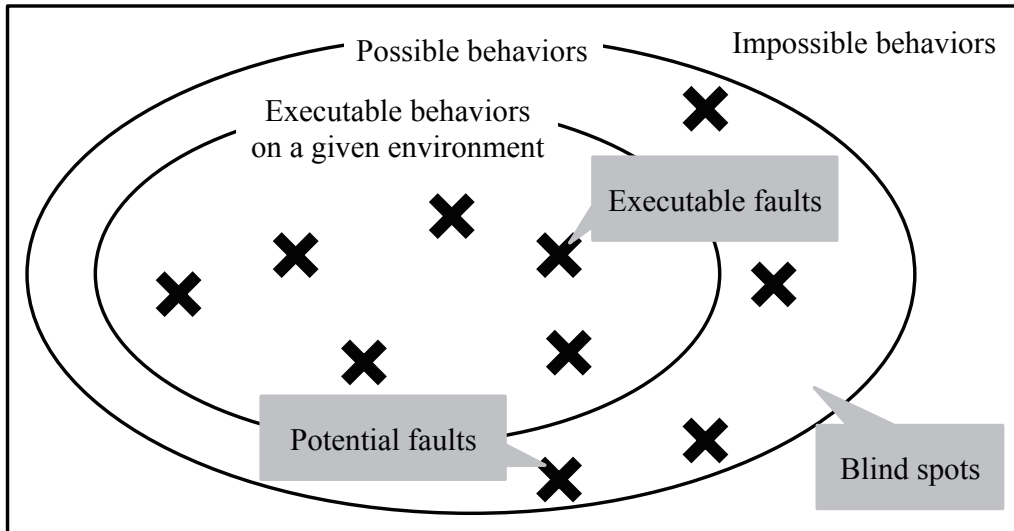 Impossible behaviors
Possible behaviors
Executable behaviors
on a given environment
Executable faults
Potential faults
Blind spots